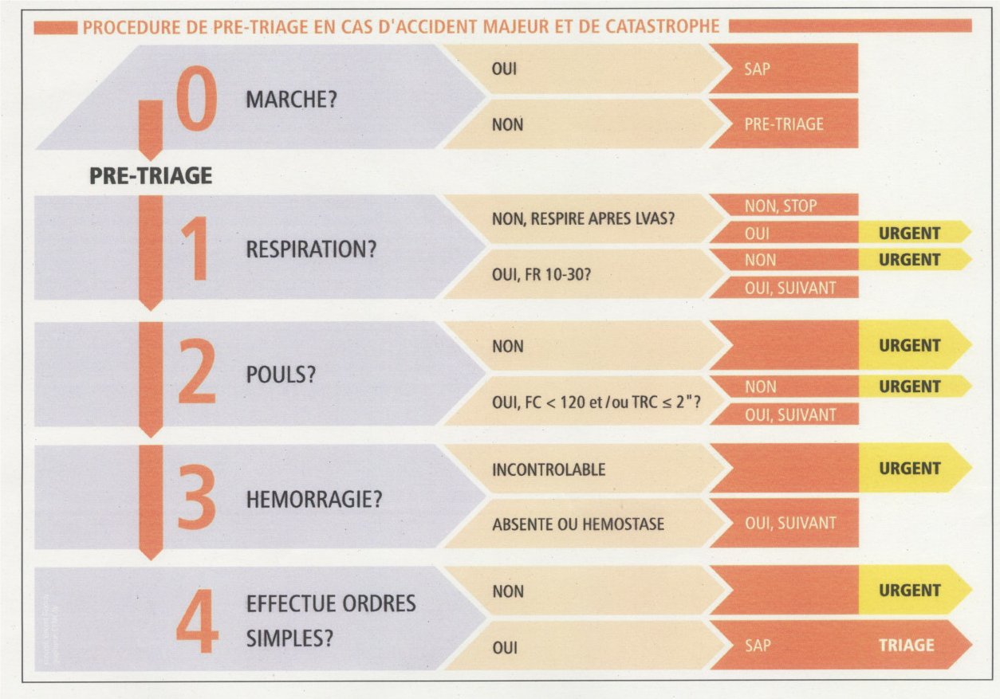 PROCEDURE DE PRE-TRIAGE EN CAS D'ACCIDENT MAJEUR ET DE CATASTROPHE
0 MARCHE?
OUI
SAP
NON
PRE-TRIAGE
PRE-TRIAGE
1 RESPIRATION?
NON, RESPIRE APRES LVAS?
NON, STOP
OUI URGENT
OUI, FR 10-30?
NON URGENT
OUI, SUIVANT
2 POULS?
NON
URGENT
OUI, FC < 120 et/ou TRC ≤ 2"?
NON URGENT
OUI, SUIVANT
3 HEMORRAGIE?
INCONTROLABLE
URGENT
ABSENTE OU HEMOSTASE
OUI, SUIVANT
4 EFFECTUE ORDRES
SIMPLES?
NON
URGENT
OUI
SAP TRIAGE